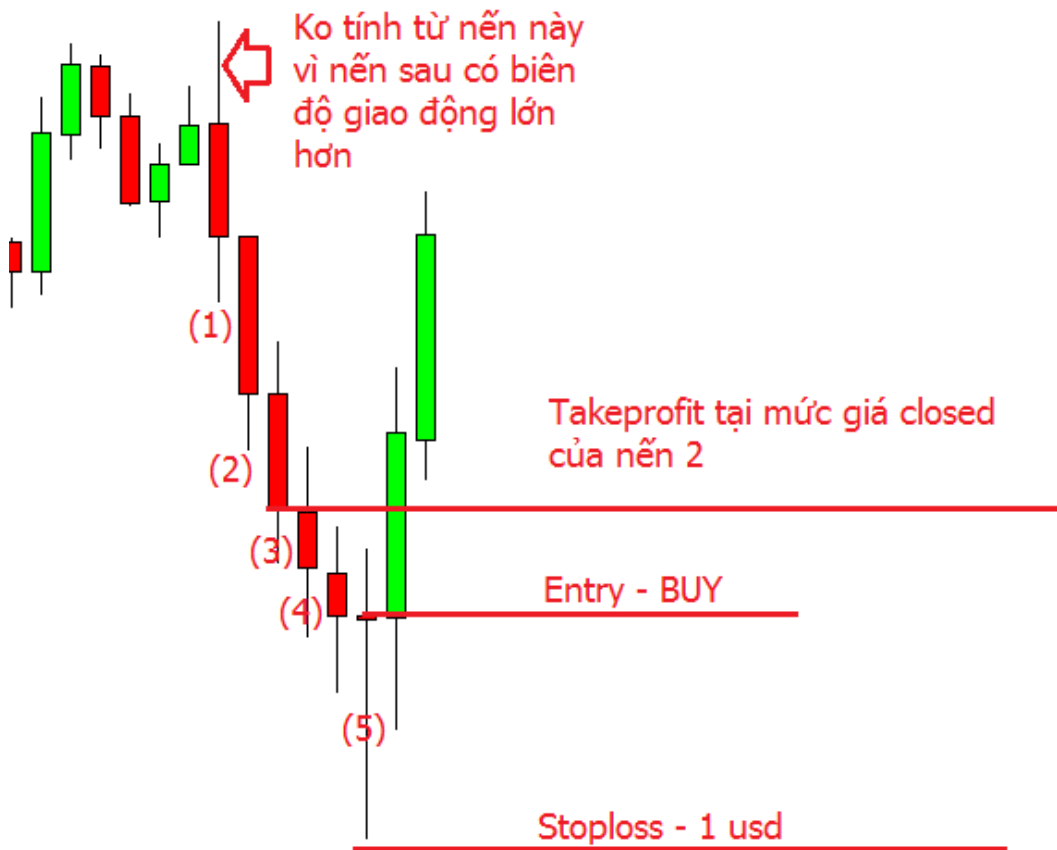 Ko tính từ nến này
vì nến sau có biên
độ giao động lớn
hơn
(1)
Takeprofit tại mức giá closed
của nến 2
(2)
(3)
Entry - BUY
(4)
(5)
Stoploss - 1 usd